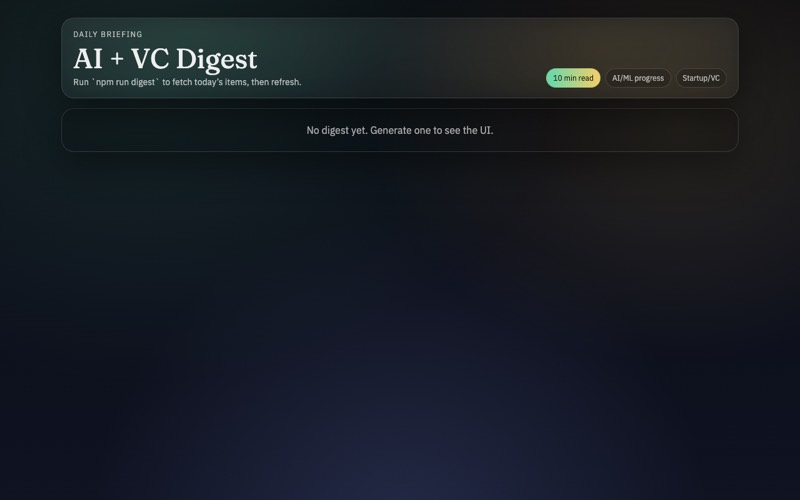 DAILY BRIEFING
AI + VC Digest
Run `npm run digest` to fetch today's items, then refresh.
10 min read
AI/ML progress
Startup/VC
No digest yet. Generate one to see the UI.